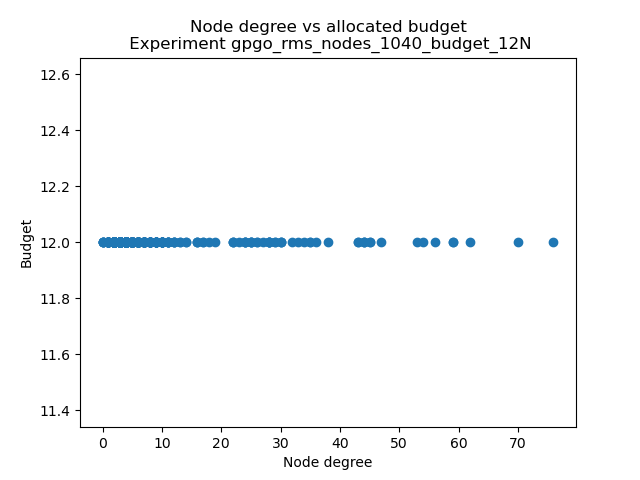 Node degree vs allocated budget
Experiment gpgo_rms_nodes_1040_budget_12N
12.6
12.4
12.2
12.0
11.8
11.6
11.4
Budget
0 10 20 30 40 50 60 70
Node degree